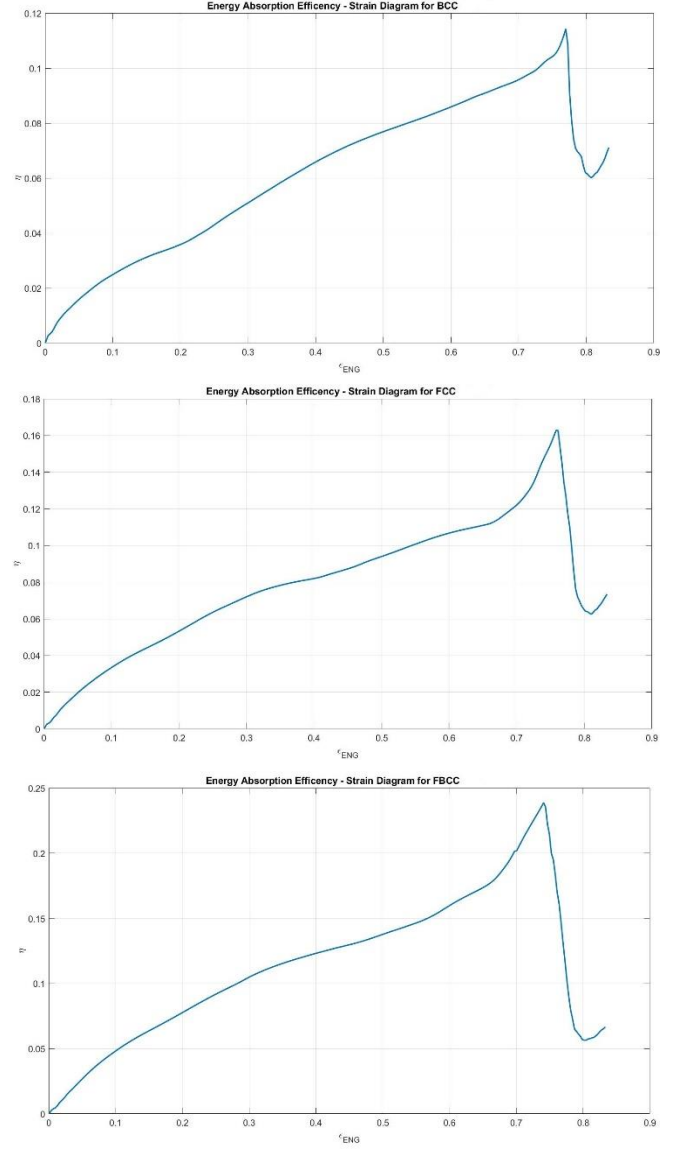 Energy Absorption Efficency - Strain Diagram for BCC
0.12
0.1
0.08
η
0.06
0.04
0.02
0
0 0.1 0.2 0.3 0.4 0.5 0.6 0.7 0.8 0.9
ϵENG
Energy Absorption Efficency - Strain Diagram for FCC
0.18
0.16
0.14
0.12
0.1
η
0.08
0.06
0.04
0.02
0
0 0.1 0.2 0.3 0.4 0.5 0.6 0.7 0.8 0.9
ϵENG
Energy Absorption Efficency - Strain Diagram for FBCC
0.25
0.2
0.15
η
0.1
0.05
0
0 0.1 0.2 0.3 0.4 0.5 0.6 0.7 0.8 0.9
ϵENG